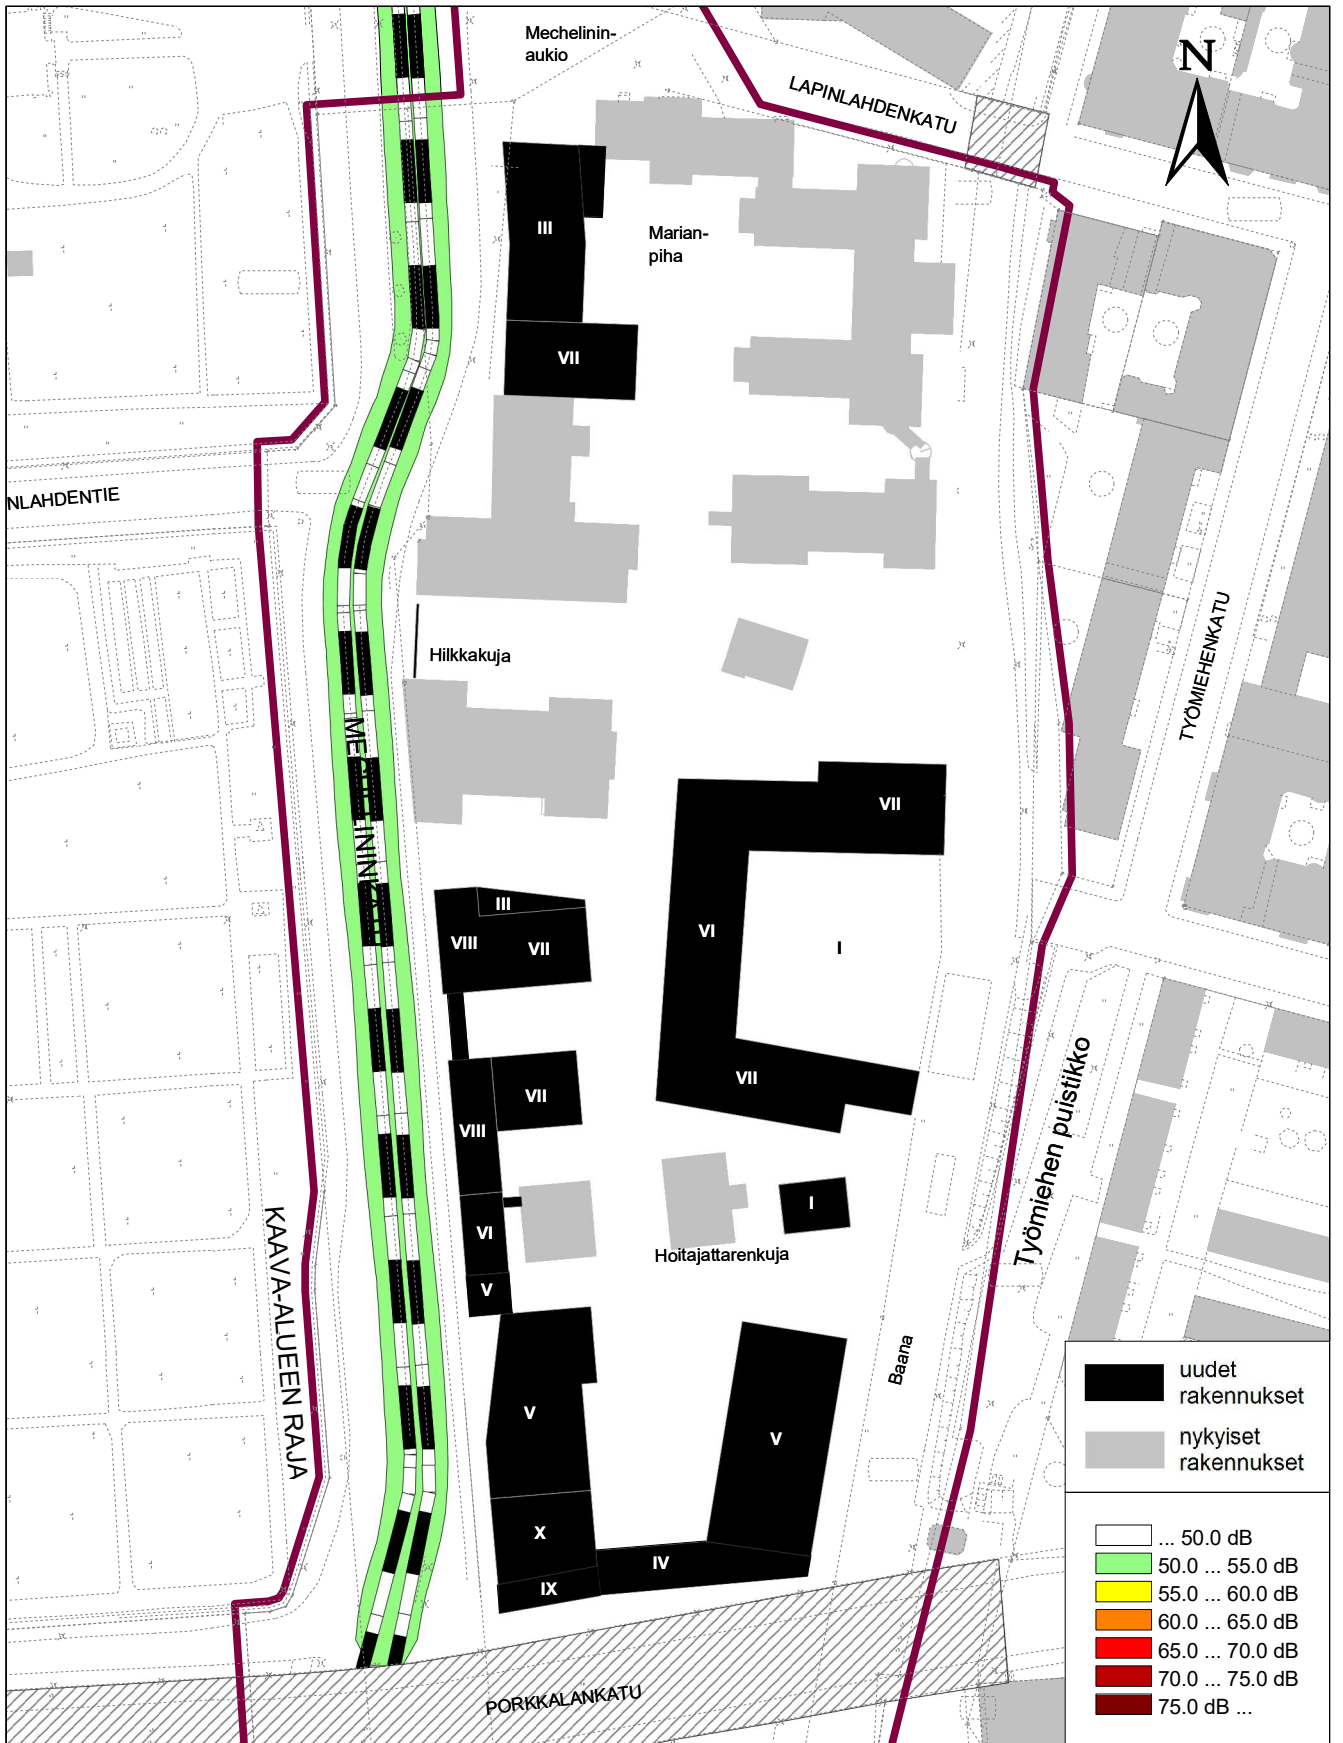 Mechelinin-
aukio
LAPINLAHDENKATU
N
III
Marian-
piha
VII
NLAHDENTIE
Hilkkakuja
TYÖMIEHENKATU
MECHELININKATU
VII
III
VIII
VII
VI
I
VII
VII
VIII
Työmiehen puistikko
I
VI
V
Hoitajattarenkuja
KAAVA-ALUEEN RAJA
Baana
V
V
X
IV
IX
PORKKALANKATU
uudet
rakennukset
nykyiset
rakennukset
... 50.0 dB
50.0 ... 55.0 dB
55.0 ... 60.0 dB
60.0 ... 65.0 dB
65.0 ... 70.0 dB
70.0 ... 75.0 dB
75.0 dB ...